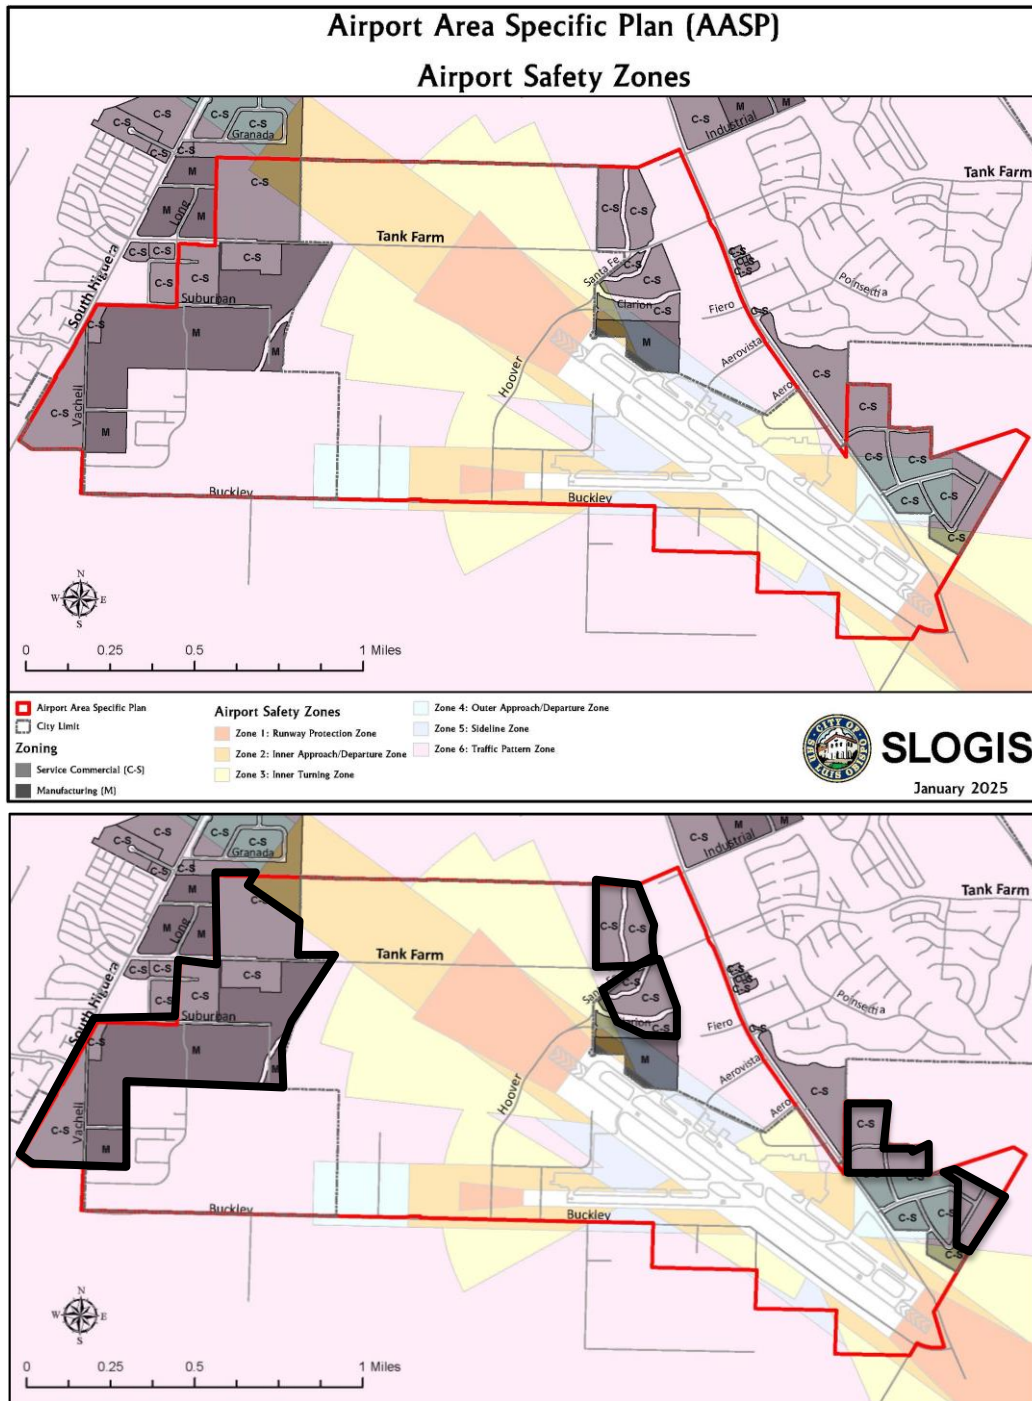 Airport Area Specific Plan (AASP)
Airport Safety Zones
C-S
C-S
C-S
Granada
C-S
M
Industrial
M
C-S
C-S
M
C-S
Tank Farm
Long
M
M
C-S
C-S
C-S
C-S
Tank Farm
C-S
South Higuera
C-S
C-S
Santa Fe
C-S
C-S
Poinsettia
Suburban
Clarion
C-S
Fiero
C-S
C-S
M
M
M
Aerovista
Hoover
Aero
C-S
C-S
Vachell
C-S
M
C-S
C-S
C-S
C-S
Buckley
Buckley
C-S
N
W E
S
0 0.25 0.5 1 Miles
Airport Area Specific Plan
City Limit
Zoning
Service Commercial (C-S)
Manufacturing (M)
Airport Safety Zones
Zone 1: Runway Protection Zone
Zone 2: Inner Approach/Departure Zone
Zone 3: Inner Turning Zone
Zone 4: Outer Approach/Departure Zone
Zone 5: Sideline Zone
Zone 6: Traffic Pattern Zone
CITY OF
SAN LUIS OBISPO
SLOGIS
January 2025
C-S
C-S
C-S
Granada
C-S
M
Industrial
M
C-S
M
Tank Farm
Long
M
M
C-S
C-S
C-S
C-S
Tank Farm
C-S
South Higuera
C-S
C-S
C-S
C-S
Poinsettia
Suburban
C-S
Fiero
C-S
C-S
M
M
M
Aerovista
Hoover
Aero
C-S
C-S
Vachell
C-S
M
C-S
C-S
C-S
Buckley
Buckley
C-S
N
W E
S
0 0.25 0.5 1 Miles